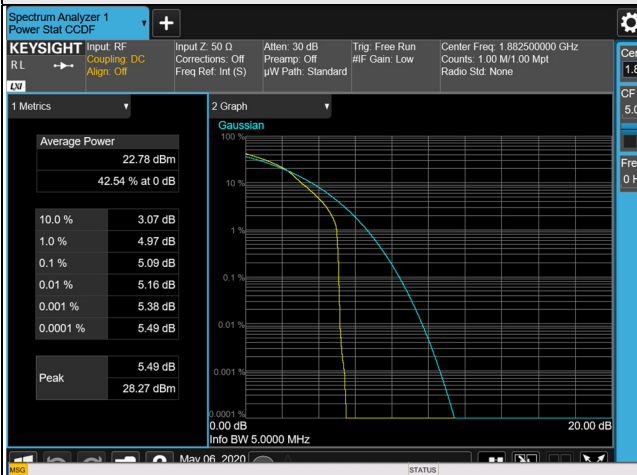 Spectrum Analyzer 1
Power Stat CCDF
KEYSIGHT
RL
LXI
Input: RF
Coupling: DC
Align: Off
Input Z: 50 Ω
Corrections: Off
Freq Ref: Int (S)
Atten: 30 dB
Preamp: Off
µW Path: Standard
Trig: Free Run
#IF Gain: Low
Center Freq: 1.882500000 GHz
Counts: 1.00 M/1.00 Mpt
Radio Std: None
1 Metrics
Average Power
22.78 dBm
42.54 % at 0 dB
10.0 % 3.07 dB
1.0 % 4.97 dB
0.1 % 5.09 dB
0.01 % 5.16 dB
0.001 % 5.38 dB
0.0001 % 5.49 dB
Peak
5.49 dB
28.27 dBm
2 Graph
Gaussian
100 %
10 %
1 %
0.1 %
0.01 %
0.001 %
0.0001 %
0.00 dB 20.00 dB
Info BW 5.0000 MHz
Cen
1.8
CF
5.0
Fre
0 H
May 06, 2020
MSG STATUS